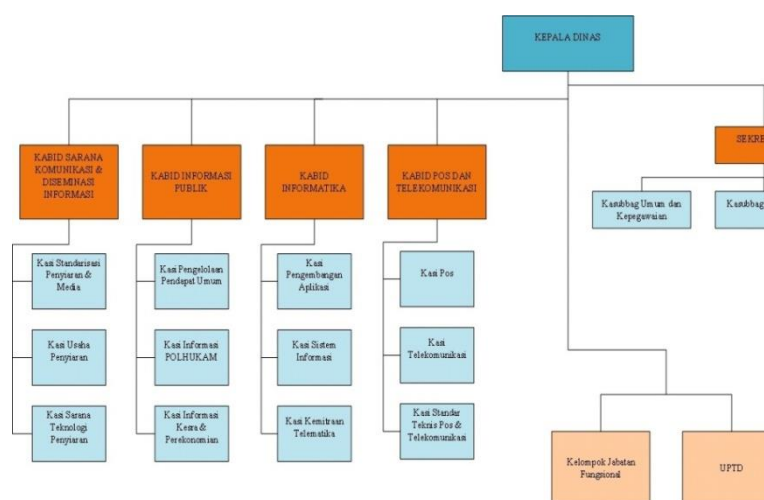 KEPALA DINAS
KABID SARANA
KOMUNIKASI &
DISEMINASI
INFORMASI
KABID INFORMASI
PUBLIK
KABID
INFORMATIKA
KABID POS DAN
TELEKOMUNIKASI
SEKRE
Kasubbag Umum dan
Kepegawaian
Kasubbag
Kasi Standarisasi
Penyiaran &
Media
Kasi Pengelolaan
Pendapat Umum
Kasi
Pengembangan
Aplikasi
Kasi Pos
Kasi Usaha
Penyiaran
Kasi Informasi
POLHUKAM
Kasi Sistem
Informasi
Kasi
Telekomunikasi
Kasi Sarana
Teknologi
Penyiaran
Kasi Informasi
Kesra &
Perekonomian
Kasi Kemitraan
Telematika
Kasi Standar
Teknis Pos &
Telekomunikasi
Kelompok Jabatan
Fungsional
UPTD